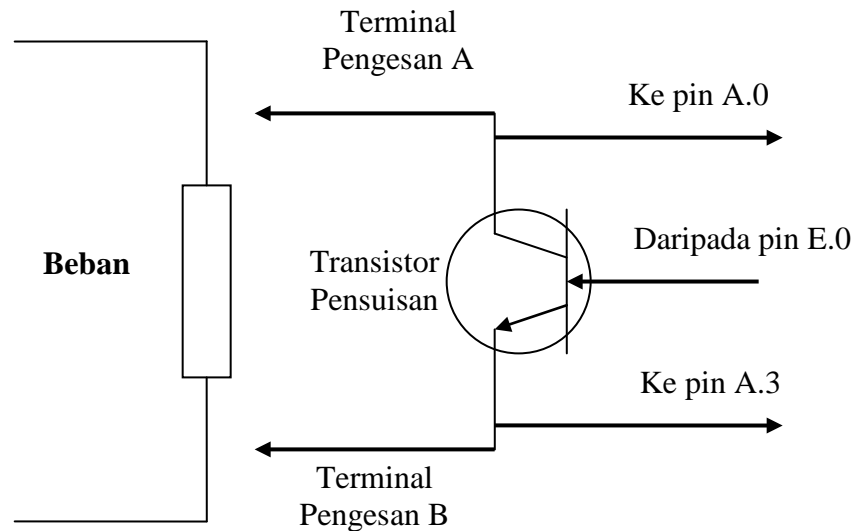 Terminal
Pengesan A
Ke pin A.0
Beban
Transistor
Pensuisan
Daripada pin E.0
Ke pin A.3
Terminal
Pengesan B